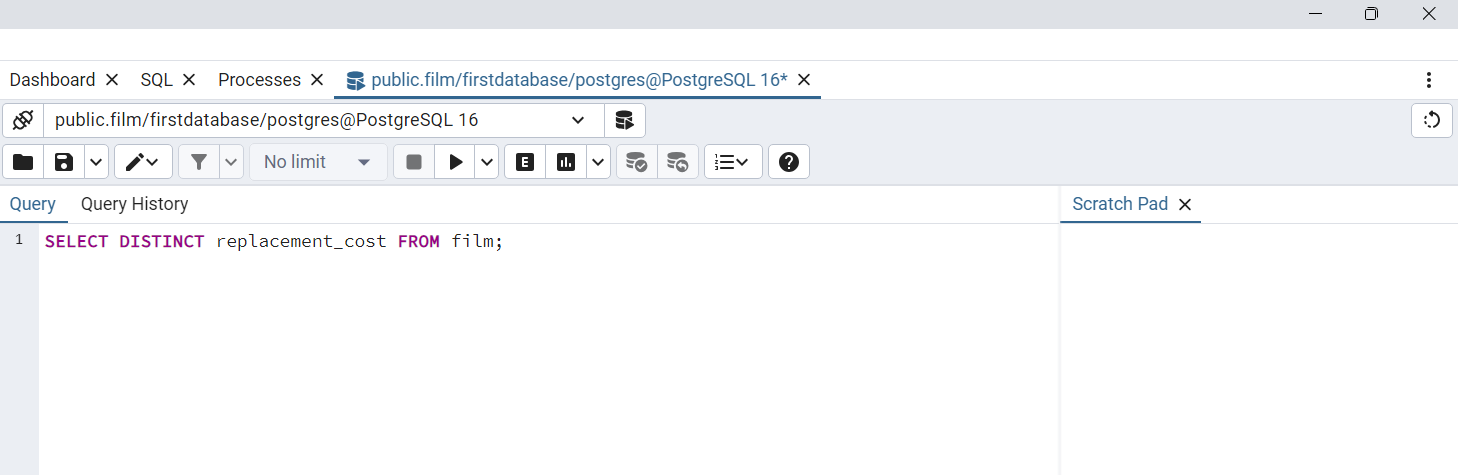 Dashboard SQL Processes public.film/firstdatabase/postgres@PostgreSQL 16*
public.film/firstdatabase/postgres@PostgreSQL 16
No limit E
Query Query History Scratch Pad
1 SELECT DISTINCT replacement_cost FROM film;